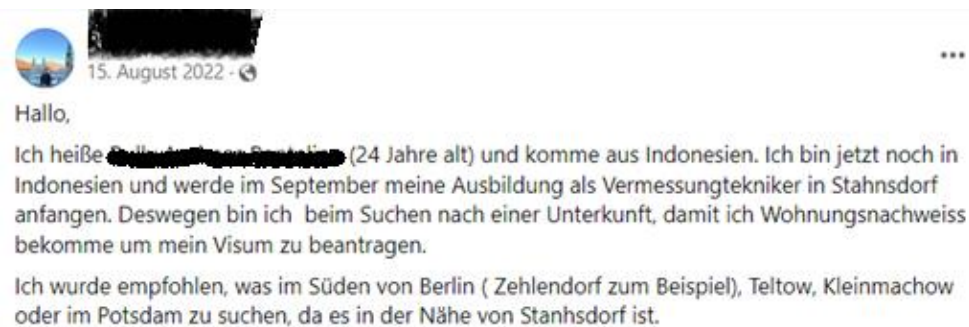 15. August 2022 ·
Hallo,
Ich heiße (24 Jahre alt) und komme aus Indonesien. Ich bin jetzt noch in
Indonesien und werde im September meine Ausbildung als Vermessungtekniker in Stahnsdorf
anfangen. Deswegen bin ich beim Suchen nach einer Unterkunft, damit ich Wohnungsnachweiss
bekomme um mein Visum zu beantragen.
Ich wurde empfohlen, was im Süden von Berlin ( Zehlendorf zum Beispiel), Teltow, Kleinmachow
oder im Potsdam zu suchen, da es in der Nähe von Stanhsdorf ist.